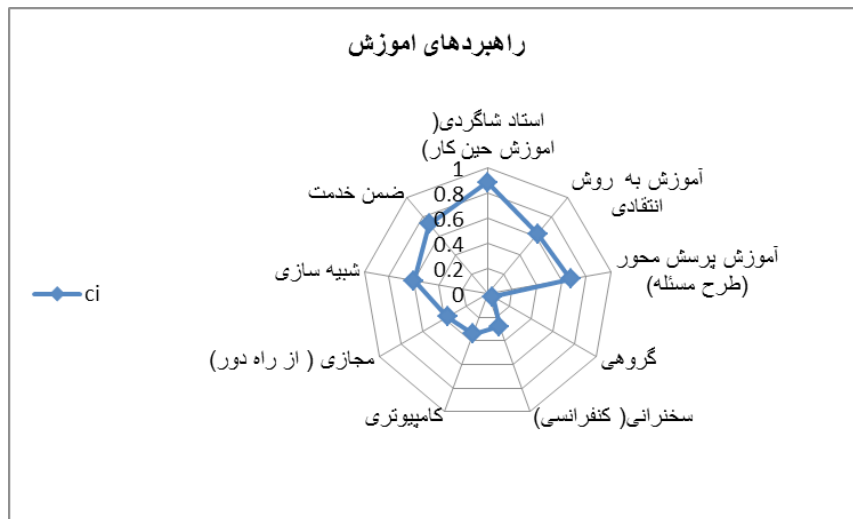 راهبردهای اموزش
استاد شاگردی(
اموزش حین کار)
آموزش به روش
انتقادی
آموزش پرسش محور
(طرح مسئله)
گروهی
سخنرانی( کنفرانسی)
کامپیوتری
مجازی ( از راه دور)
شبیه سازی
ضمن خدمت
1
0.8
0.6
0.4
0.2
0
ci